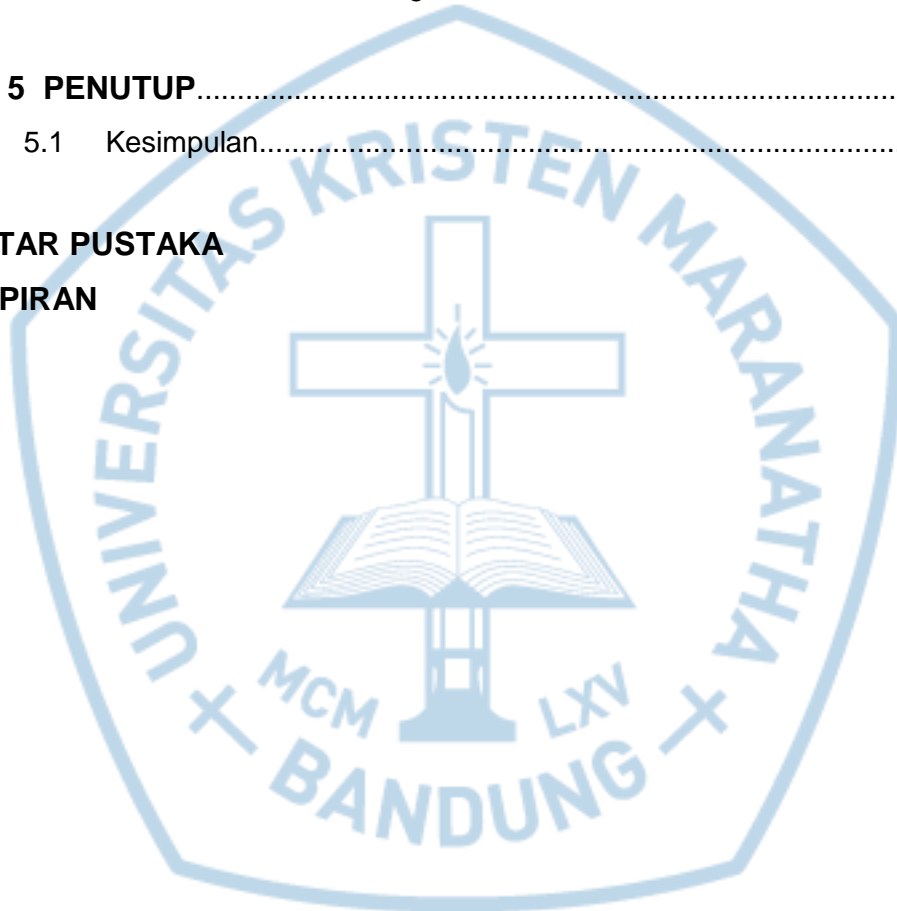 5 PENUTUP
5.1 Kesimpulan
TAR PUSTAKA
PIRAN
UNIVERSITAS KRISTEN MARANATHA
MCM LXV
BANDUNG